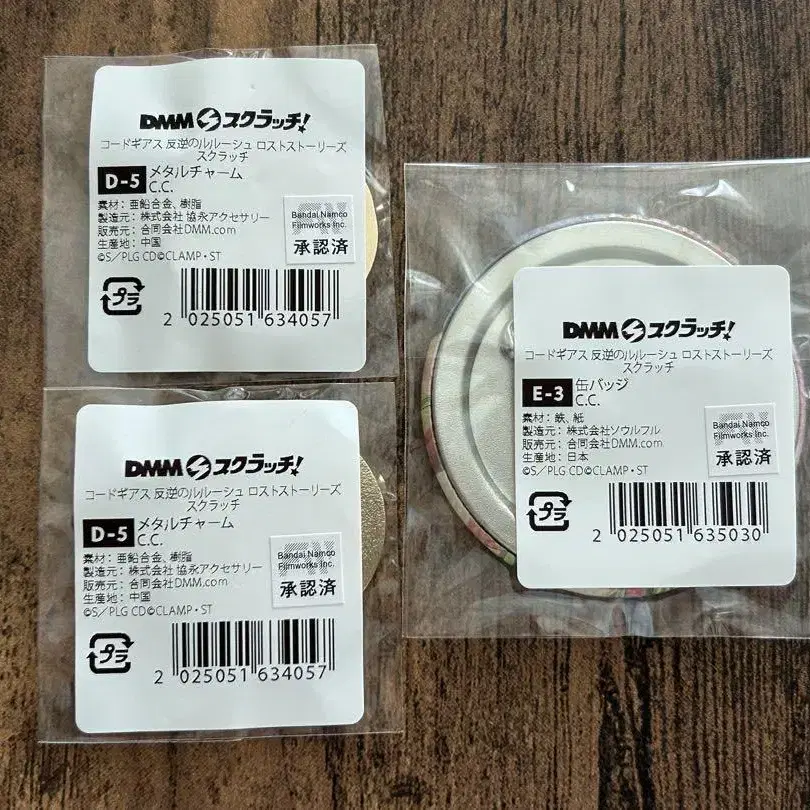 DMM スクラッチ!
コードギアス 反逆のルルーシュ ロストストーリーズ
スクラッチ
D-5 メタルチャーム
C.C.
素材：亜鉛合金、樹脂
製造元：株式会社 協永アクセサリー
販売元：合同会社DMM.com
生産地：中国
©S／PLG CD©CLAMP・ST
Bandai Namco
Filmworks Inc.
承認済
プラ
2 025051 634057
DMM スクラッチ!
コードギアス 反逆のルルーシュ ロストストーリーズ
スクラッチ
D-5 メタルチャーム
C.C.
素材：亜鉛合金、樹脂
製造元：株式会社 協永アクセサリー
販売元：合同会社DMM.com
生産地：中国
©S／PLG CD©CLAMP・ST
Bandai Namco
Filmworks Inc.
承認済
プラ
2 025051 634057
DMM スクラッチ!
コードギアス 反逆のルルーシュ ロストストーリーズ
スクラッチ
E-3 缶バッジ
C.C.
素材：鉄、紙
製造元：株式会社ソウルフル
販売元：合同会社DMM.com
生産地：日本
©S／PLG CD©CLAMP・ST
Bandai Namco
Filmworks Inc.
承認済
プラ
2 025051 635030